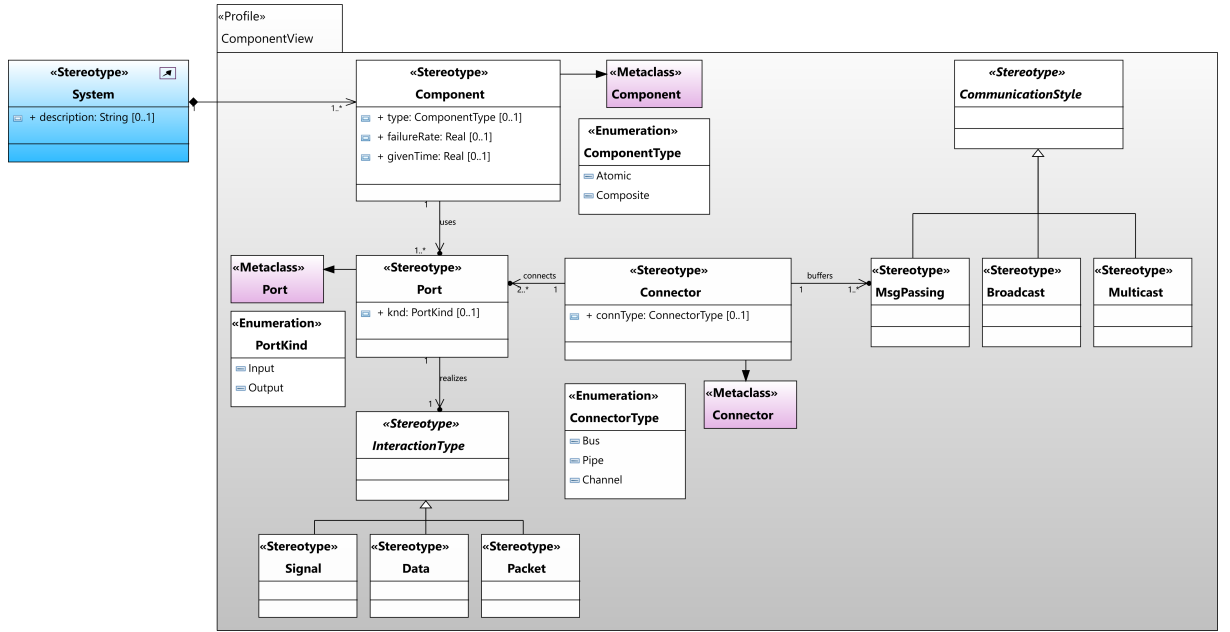 «Profile»
ComponentView
«Stereotype»
System
+ description: String [0..1]
1
1..*
«Stereotype»
Component
+ type: ComponentType [0..1]
+ failureRate: Real [0..1]
+ givenTime: Real [0..1]
«Metaclass»
Component
«Enumeration»
ComponentType
Atomic
Composite
«Stereotype»
CommunicationStyle
1
uses
1..*
«Metaclass»
Port
«Stereotype»
Port
+ knd: PortKind [0..1]
connects
2..*
1
«Stereotype»
Connector
+ connType: ConnectorType [0..1]
buffers
1
1..*
«Stereotype»
MsgPassing
«Stereotype»
Broadcast
«Stereotype»
Multicast
«Enumeration»
PortKind
Input
Output
1
realizes
1
«Stereotype»
InteractionType
«Enumeration»
ConnectorType
Bus
Pipe
Channel
«Metaclass»
Connector
«Stereotype»
Signal
«Stereotype»
Data
«Stereotype»
Packet